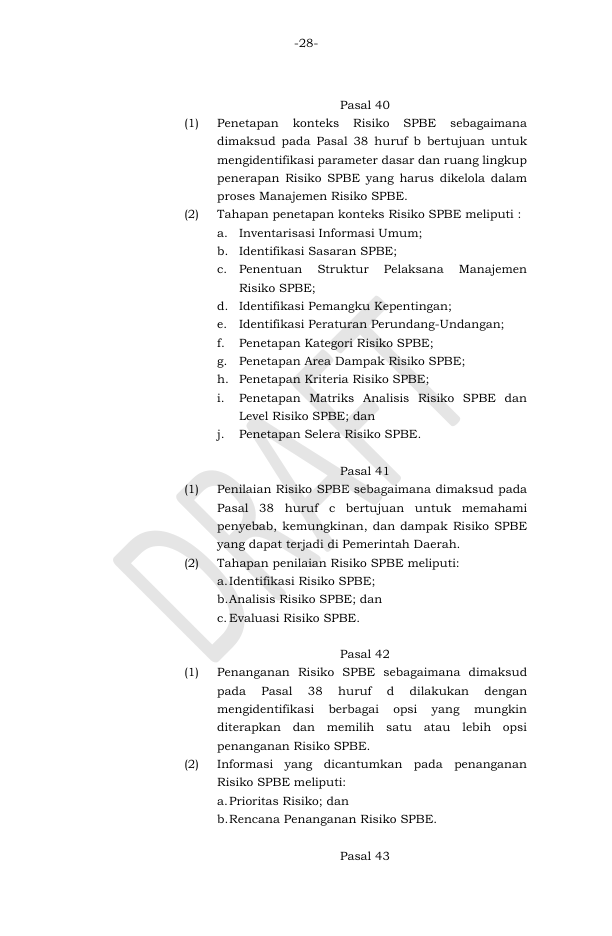 -28-
Pasal 40
(1) Penetapan konteks Risiko SPBE sebagaimana
dimaksud pada Pasal 38 huruf b bertujuan untuk
mengidentifikasi parameter dasar dan ruang lingkup
penerapan Risiko SPBE yang harus dikelola dalam
proses Manajemen Risiko SPBE.
(2) Tahapan penetapan konteks Risiko SPBE meliputi :
a. Inventarisasi Informasi Umum;
b. Identifikasi Sasaran SPBE;
c. Penentuan Struktur Pelaksana Manajemen
Risiko SPBE;
d. Identifikasi Pemangku Kepentingan;
e. Identifikasi Peraturan Perundang-Undangan;
f. Penetapan Kategori Risiko SPBE;
g. Penetapan Area Dampak Risiko SPBE;
h. Penetapan Kriteria Risiko SPBE;
i. Penetapan Matriks Analisis Risiko SPBE dan
Level Risiko SPBE; dan
j. Penetapan Selera Risiko SPBE.
Pasal 41
(1) Penilaian Risiko SPBE sebagaimana dimaksud pada
Pasal 38 huruf c bertujuan untuk memahami
penyebab, kemungkinan, dan dampak Risiko SPBE
yang dapat terjadi di Pemerintah Daerah.
(2) Tahapan penilaian Risiko SPBE meliputi:
a. Identifikasi Risiko SPBE;
b. Analisis Risiko SPBE; dan
c. Evaluasi Risiko SPBE.
Pasal 42
(1) Penanganan Risiko SPBE sebagaimana dimaksud
pada Pasal 38 huruf d dilakukan dengan
mengidentifikasi berbagai opsi yang mungkin
diterapkan dan memilih satu atau lebih opsi
penanganan Risiko SPBE.
(2) Informasi yang dicantumkan pada penanganan
Risiko SPBE meliputi:
a. Prioritas Risiko; dan
b. Rencana Penanganan Risiko SPBE.
Pasal 43
DRAFT